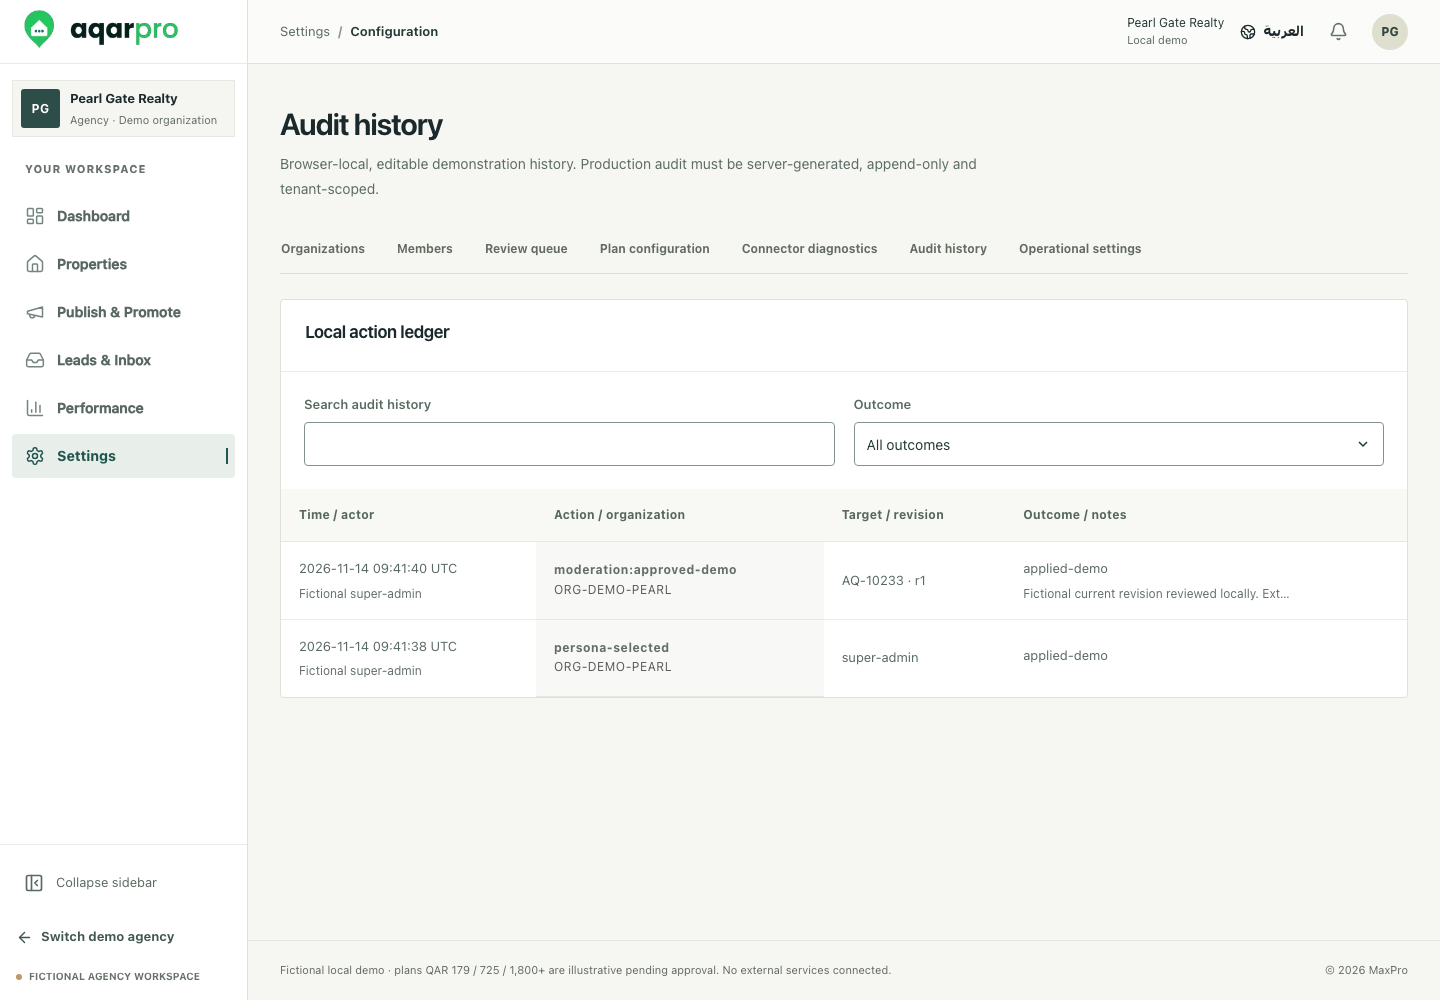 aqarpro
Settings / Configuration
Pearl Gate Realty
Local demo
العربية
PG
PG
Pearl Gate Realty
Agency · Demo organization
YOUR WORKSPACE
Dashboard
Properties
Publish & Promote
Leads & Inbox
Performance
Settings
Collapse sidebar
Switch demo agency
FICTIONAL AGENCY WORKSPACE
Audit history
Browser-local, editable demonstration history. Production audit must be server-generated, append-only and
tenant-scoped.
Organizations Members Review queue Plan configuration Connector diagnostics Audit history Operational settings
Local action ledger
Search audit history
Outcome
All outcomes
Time / actor Action / organization Target / revision Outcome / notes
2026-11-14 09:41:40 UTC
Fictional super-admin
moderation:approved-demo
ORG-DEMO-PEARL
AQ-10233 · r1
applied-demo
Fictional current revision reviewed locally. Ext...
2026-11-14 09:41:38 UTC
Fictional super-admin
persona-selected
ORG-DEMO-PEARL
super-admin
applied-demo
Fictional local demo · plans QAR 179 / 725 / 1,800+ are illustrative pending approval. No external services connected.
© 2026 MaxPro